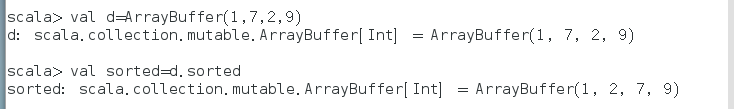 scala> val d=ArrayBuffer(1,7,2,9)
d: scala.collection.mutable.ArrayBuffer[Int] = ArrayBuffer(1, 7, 2, 9)
scala> val sorted=d.sorted
sorted: scala.collection.mutable.ArrayBuffer[Int] = ArrayBuffer(1, 2, 7, 9)